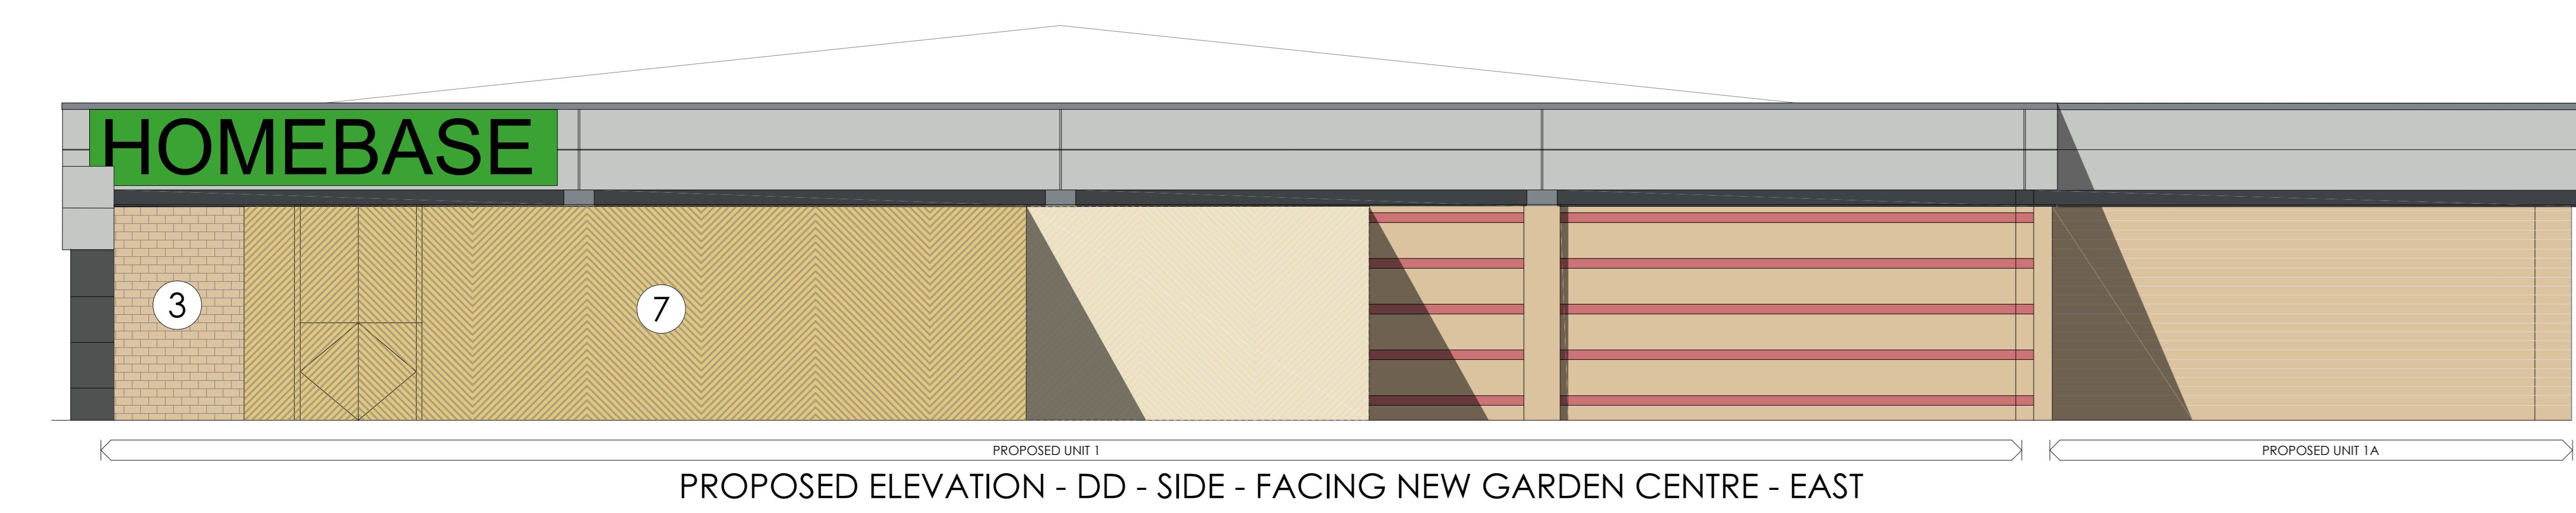 HOMEBASE
3
7
PROPOSED UNIT 1
PROPOSED UNIT 1A
PROPOSED ELEVATION - DD - SIDE - FACING NEW GARDEN CENTRE - EAST